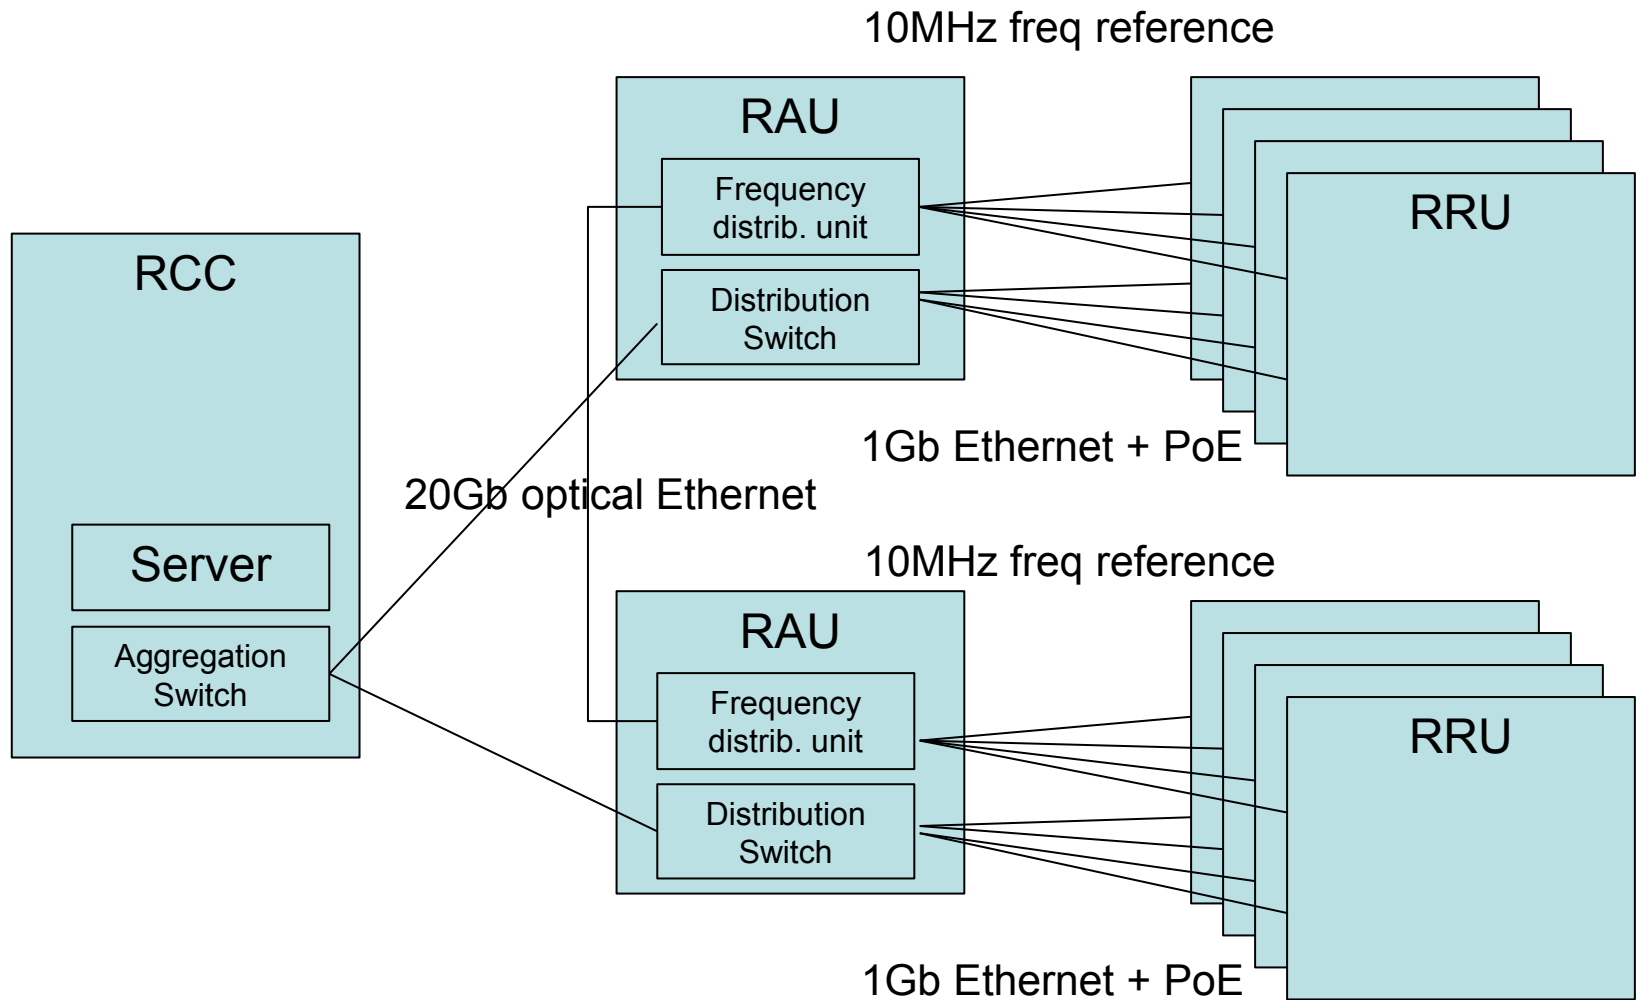 10MHz freq reference
RAU
Frequency
distrib. unit
Distribution
Switch
RRU
1Gb Ethernet + PoE
RCC
20Gb optical Ethernet
Server
Aggregation
Switch
10MHz freq reference
RAU
Frequency
distrib. unit
Distribution
Switch
RRU
1Gb Ethernet + PoE